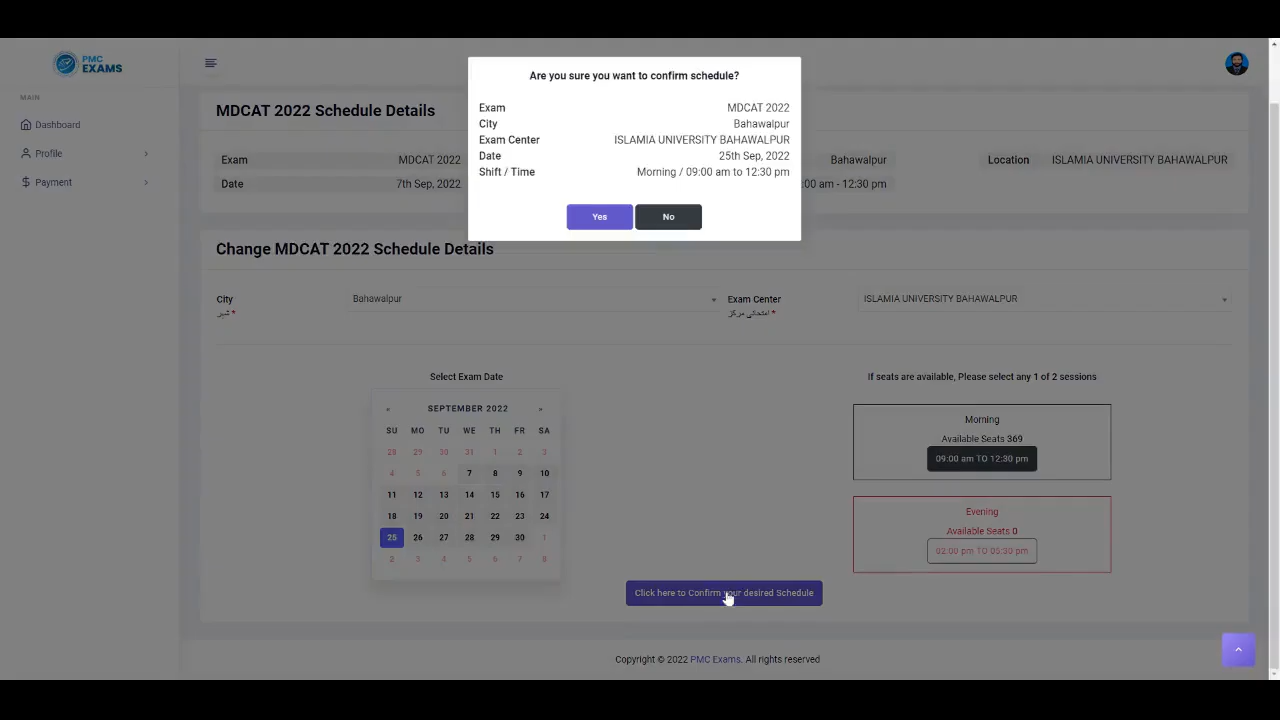 PMC
EXAMS
MAIN
Dashboard
Profile
Payment
Are you sure you want to confirm schedule?
Exam MDCAT 2022
City Bahawalpur
Exam Center ISLAMIA UNIVERSITY BAHAWALPUR
Date 25th Sep, 2022
Shift / Time Morning / 09:00 am to 12:30 pm
Yes No
MDCAT 2022 Schedule Details
Exam MDCAT 2022 Bahawalpur Location ISLAMIA UNIVERSITY BAHAWALPUR
Date 7th Sep, 2022 :00 am - 12:30 pm
Change MDCAT 2022 Schedule Details
City Bahawalpur Exam Center ISLAMIA UNIVERSITY BAHAWALPUR
شہر * امتحانی مرکز *
Select Exam Date
« SEPTEMBER 2022 »
SU MO TU WE TH FR SA
28 29 30 31 1 2 3
4 5 6 7 8 9 10
11 12 13 14 15 16 17
18 19 20 21 22 23 24
25 26 27 28 29 30 1
2 3 4 5 6 7 8
If seats are available, Please select any 1 of 2 sessions
Morning
Available Seats 369
09:00 am TO 12:30 pm
Evening
Available Seats 0
02:00 pm TO 05:30 pm
Click here to Confirm your desired Schedule
Copyright © 2022 PMC Exams. All rights reserved